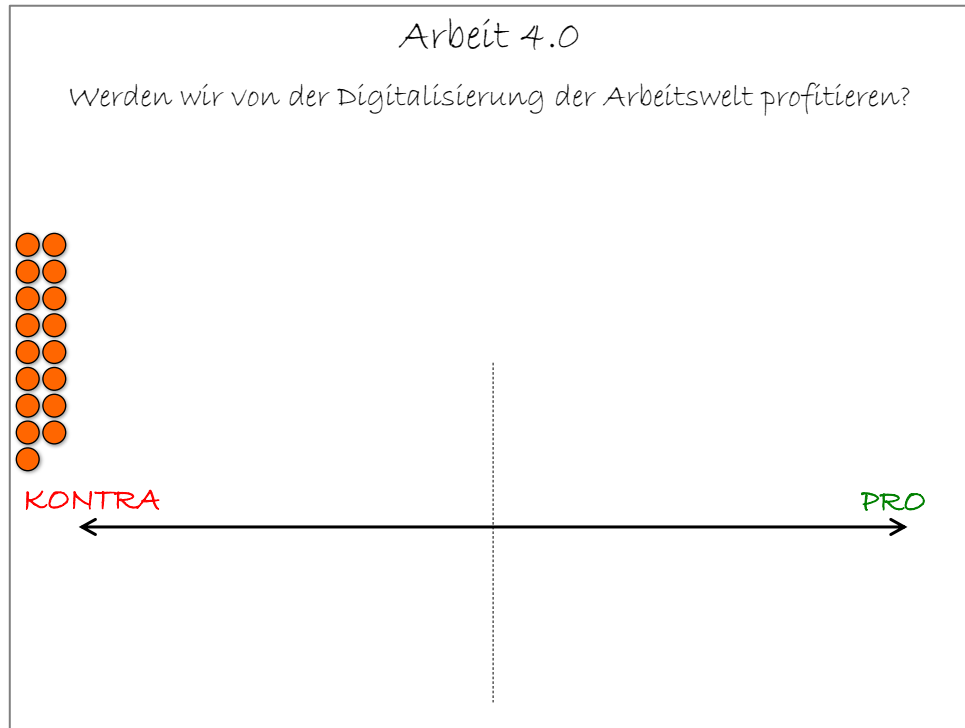 Arbeit 4.0
Werden wir von der Digitalisierung der Arbeitswelt profitieren?
KONTRA
PRO